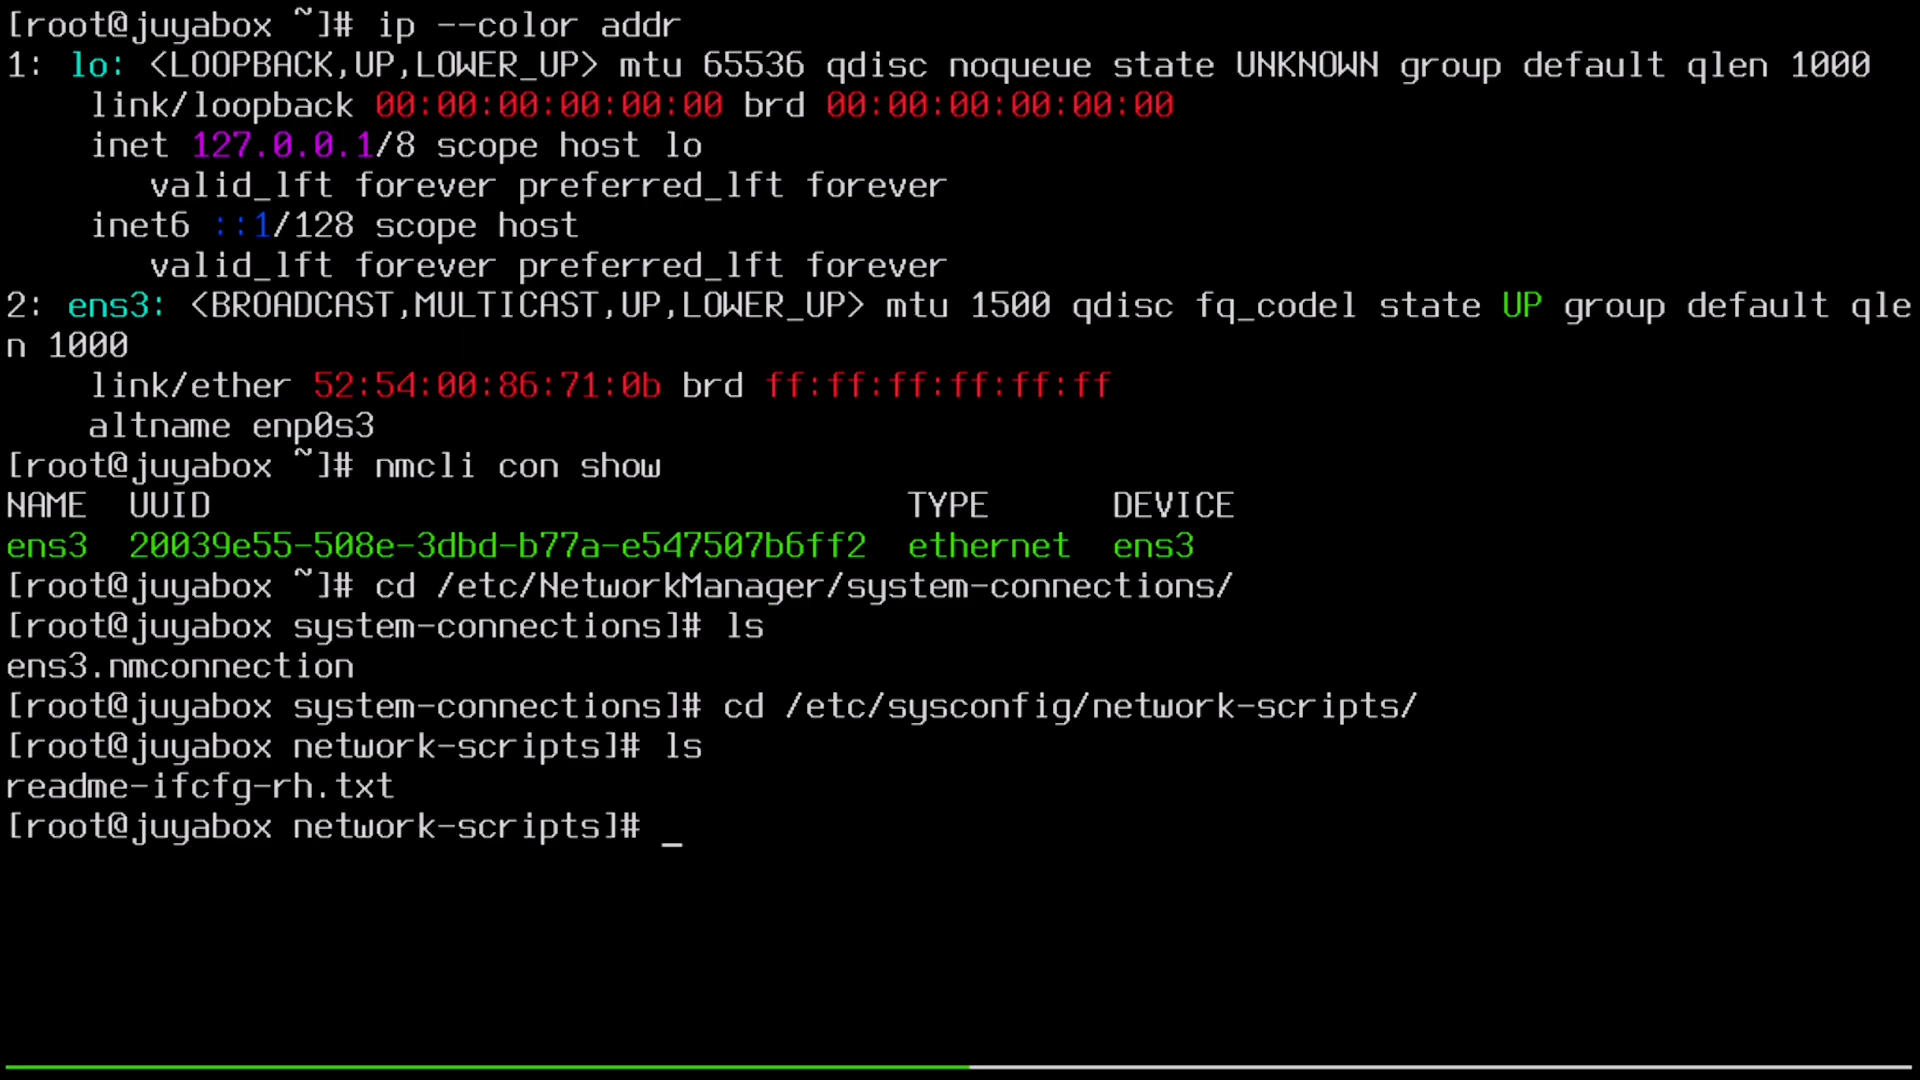 [root@juyabox ~]# ip --color addr
1: lo: <LOOPBACK,UP,LOWER_UP> mtu 65536 qdisc noqueue state UNKNOWN group default qlen 1000
    link/loopback 00:00:00:00:00:00 brd 00:00:00:00:00:00
    inet 127.0.0.1/8 scope host lo
       valid_lft forever preferred_lft forever
    inet6 ::1/128 scope host
       valid_lft forever preferred_lft forever
2: ens3: <BROADCAST,MULTICAST,UP,LOWER_UP> mtu 1500 qdisc fq_codel state UP group default qle
n 1000
    link/ether 52:54:00:86:71:0b brd ff:ff:ff:ff:ff:ff
    altname enp0s3
[root@juyabox ~]# nmcli con show
NAME  UUID                                  TYPE      DEVICE
ens3  20039e55-508e-3dbd-b77a-e547507b6ff2  ethernet  ens3
[root@juyabox ~]# cd /etc/NetworkManager/system-connections/
[root@juyabox system-connections]# ls
ens3.nmconnection
[root@juyabox system-connections]# cd /etc/sysconfig/network-scripts/
[root@juyabox network-scripts]# ls
readme-ifcfg-rh.txt
[root@juyabox network-scripts]# _